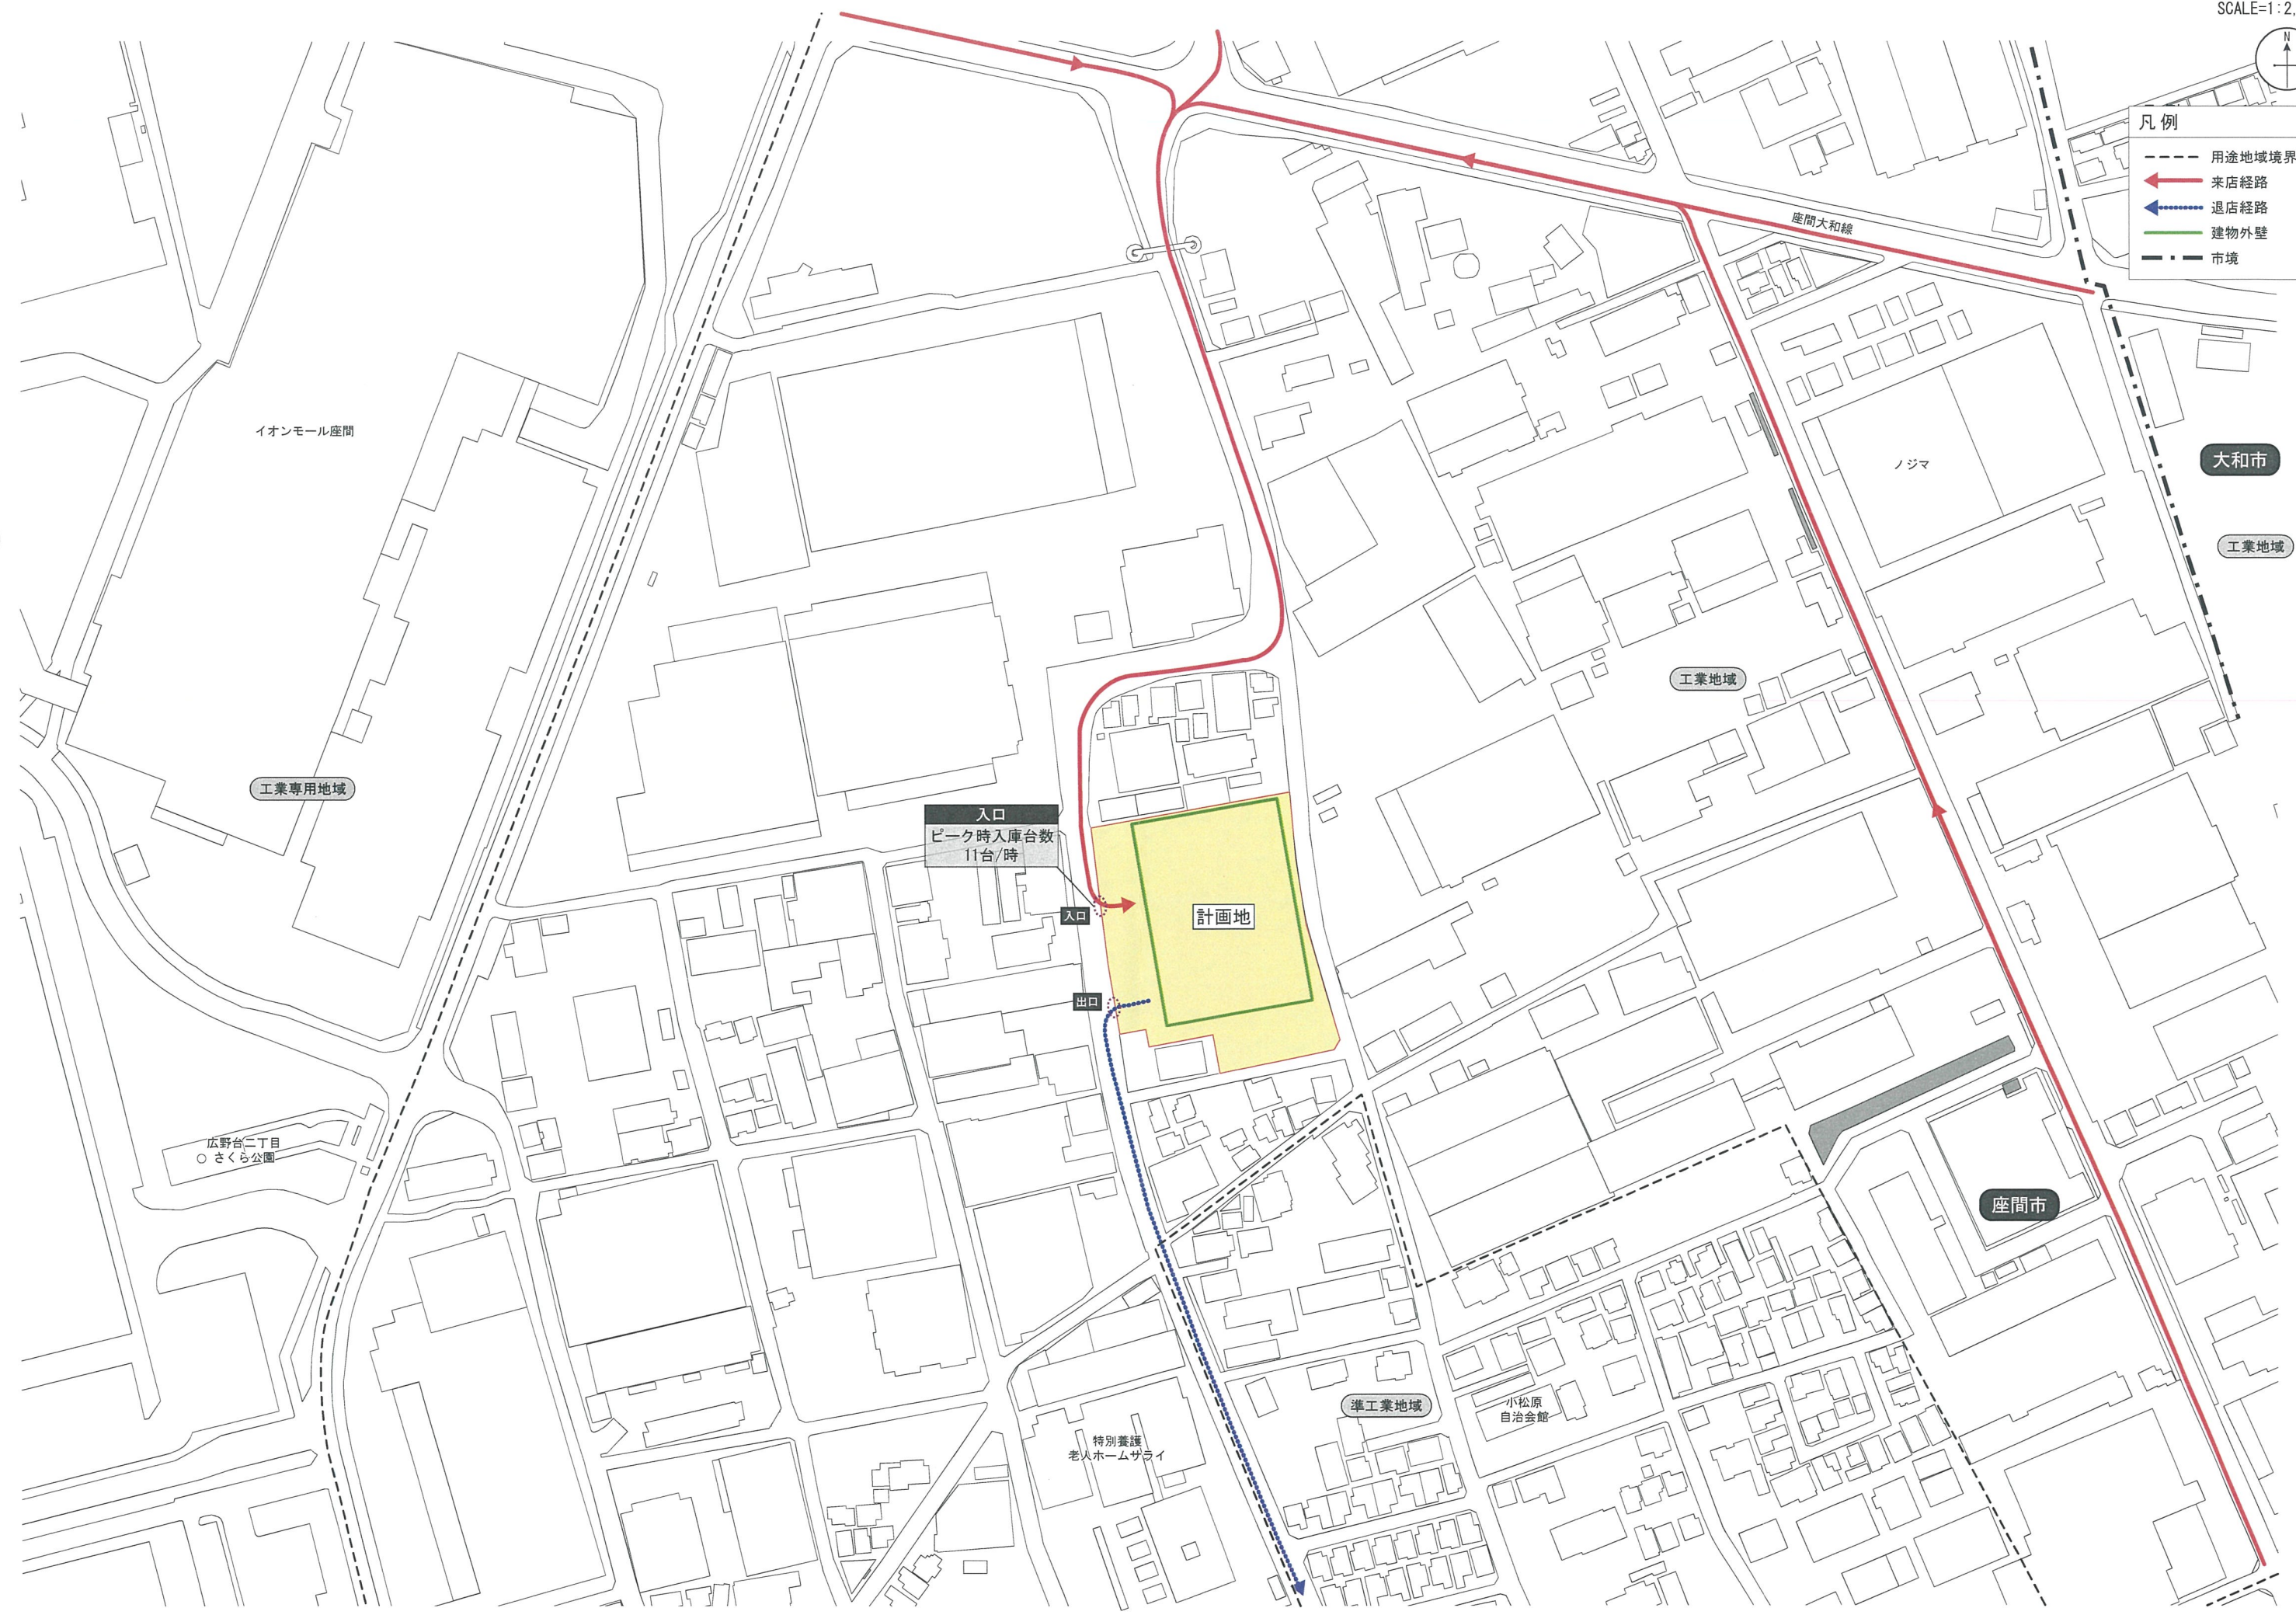 SCALE=1:2,
N
凡例
用途地域境界
来店経路
退店経路
建物外壁
市境
座間大和線
イオンモール座間
ノジマ
大和市
工業地域
工業地域
工業専用地域
入口
ピーク時入庫台数
11台/時
入口
計画地
出口
広野台二丁目
さくら公園
座間市
準工業地域
小松原
自治会館
特別養護
老人ホームザライ